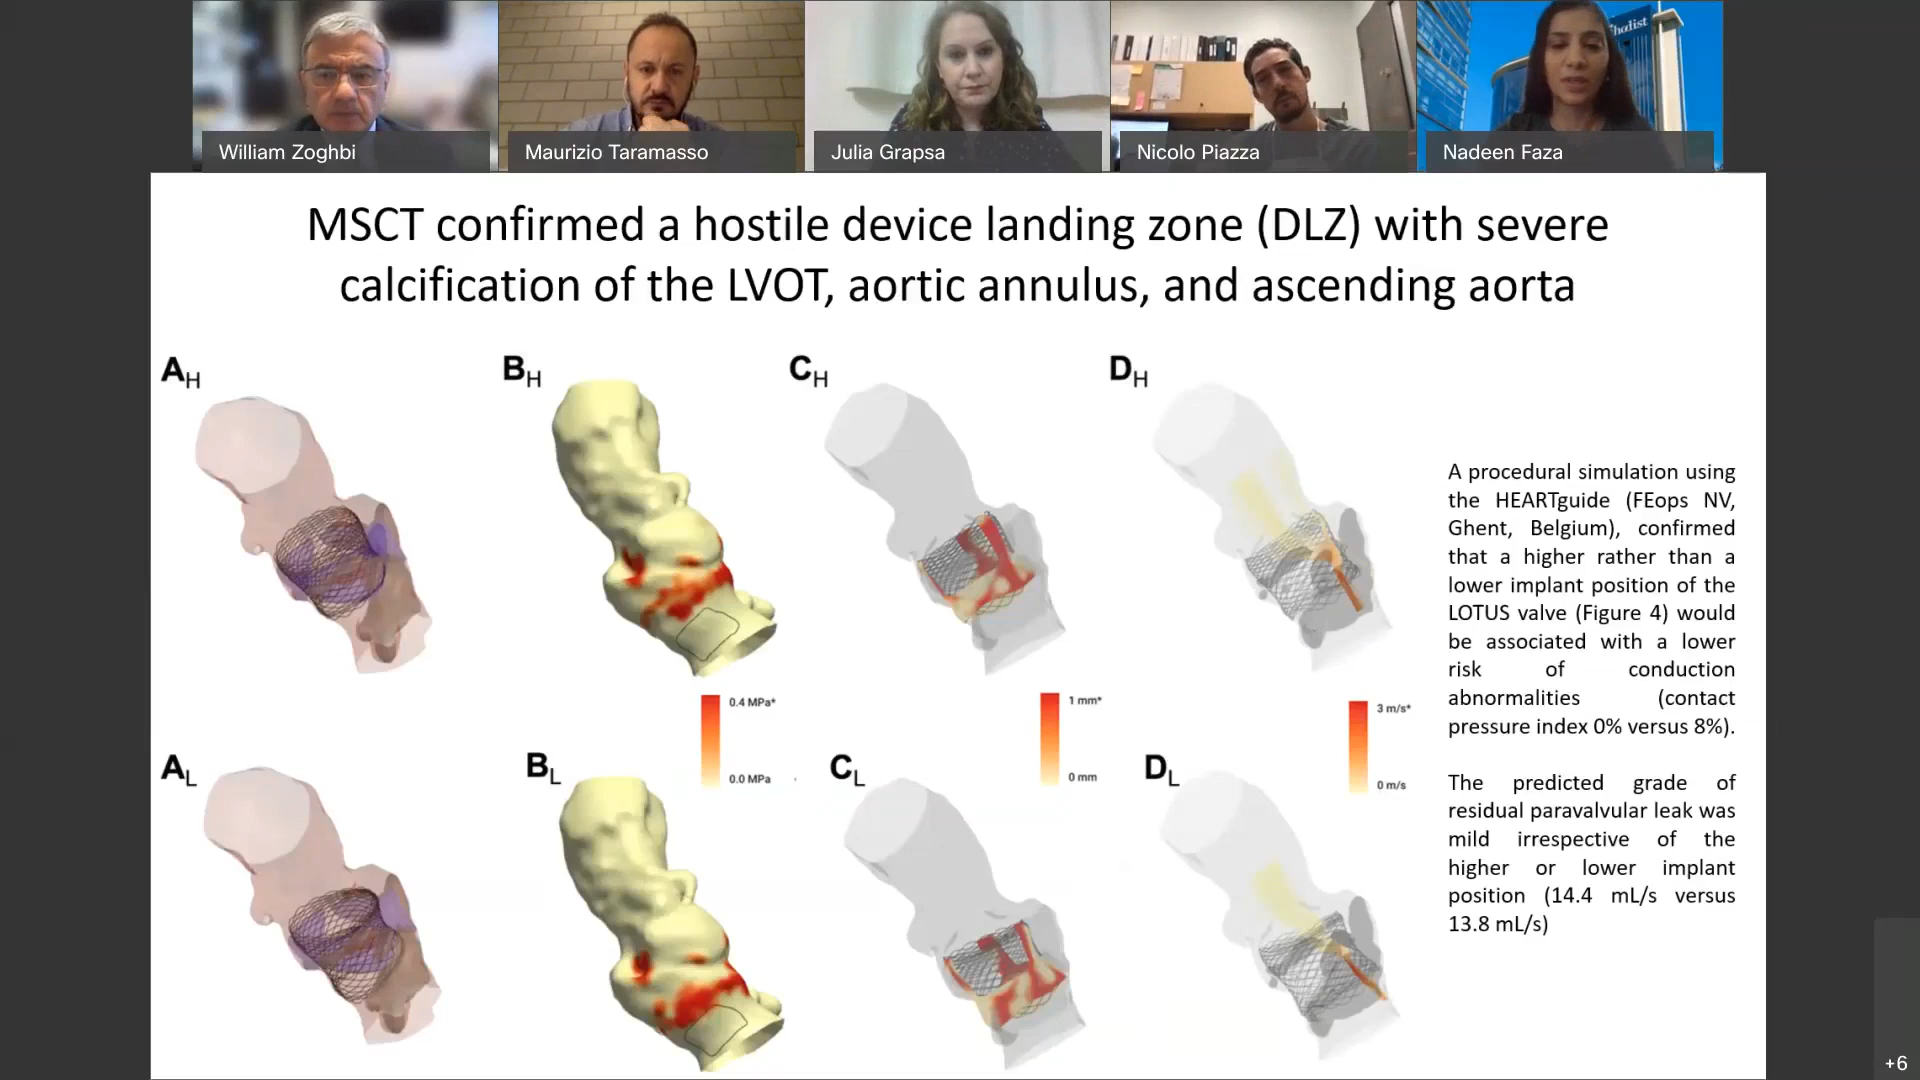 hodist
William Zoghbi
Maurizio Taramasso
Julia Grapsa
Nicolo Piazza
Nadeen Faza
MSCT confirmed a hostile device landing zone (DLZ) with severe
calcification of the LVOT, aortic annulus, and ascending aorta
AH
BH
CH
DH
A procedural simulation using
the HEARTguide (FEops NV,
Ghent, Belgium), confirmed
that a higher rather than a
lower implant position of the
LOTUS valve (Figure 4) would
be associated with a lower
risk of conduction
abnormalities (contact
pressure index 0% versus 8%).
0.4 MPa*
0.0 MPa
1 mm*
0 mm
3 m/s*
0 m/s
AL
BL
CL
DL
The predicted grade of
residual paravalvular leak was
mild irrespective of the
higher or lower implant
position (14.4 mL/s versus
13.8 mL/s)
+6